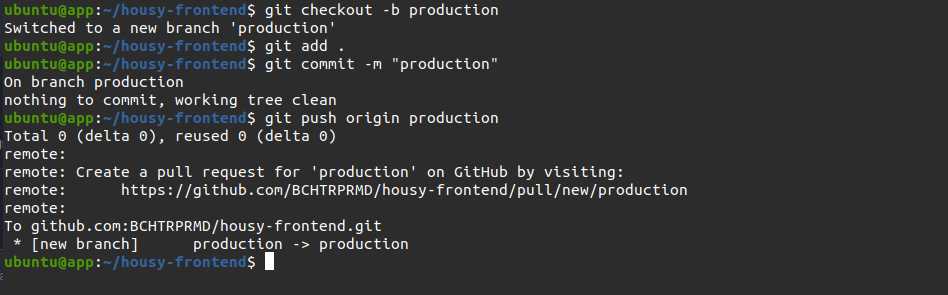 ubuntu@app:~/housy-frontend$ git checkout -b production
Switched to a new branch 'production'
ubuntu@app:~/housy-frontend$ git add .
ubuntu@app:~/housy-frontend$ git commit -m "production"
On branch production
nothing to commit, working tree clean
ubuntu@app:~/housy-frontend$ git push origin production
Total 0 (delta 0), reused 0 (delta 0)
remote:
remote: Create a pull request for 'production' on GitHub by visiting:
remote:      https://github.com/BCHTRPRMD/housy-frontend/pull/new/production
remote:
To github.com:BCHTRPRMD/housy-frontend.git
 * [new branch]      production -> production
ubuntu@app:~/housy-frontend$